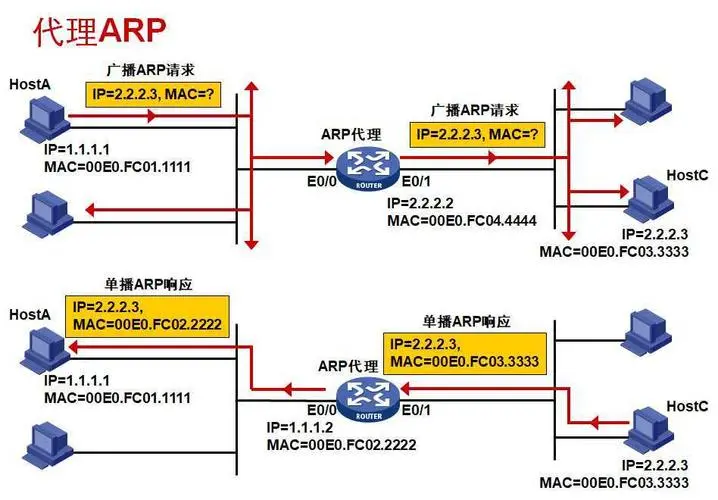 代理ARP
广播ARP请求
HostA
IP=2.2.2.3, MAC=?
IP=1.1.1.1
MAC=00E0.FC01.1111
ARP代理
ROUTER
E0/0
E0/1
IP=2.2.2.2
MAC=00E0.FC04.4444
广播ARP请求
IP=2.2.2.3, MAC=?
HostC
IP=2.2.2.3
MAC=00E0.FC03.3333
单播ARP响应
HostA
IP=2.2.2.3,
MAC=00E0.FC02.2222
IP=1.1.1.1
MAC=00E0.FC01.1111
ARP代理
ROUTER
E0/0
E0/1
IP=1.1.1.2
MAC=00E0.FC02.2222
单播ARP响应
IP=2.2.2.3,
MAC=00E0.FC03.3333
HostC
IP=2.2.2.3
MAC=00E0.FC03.3333